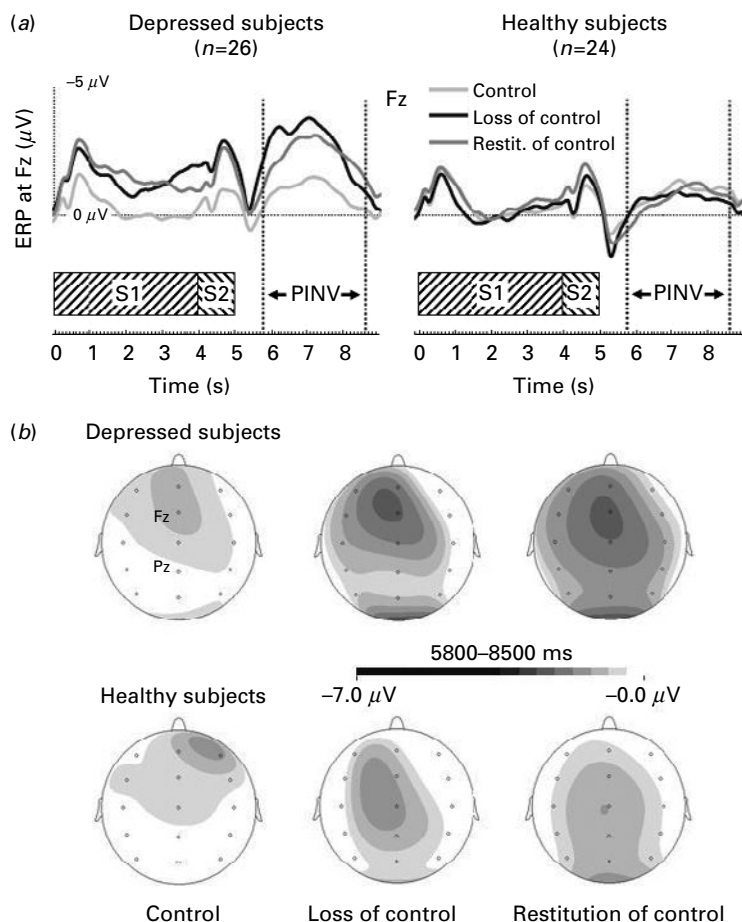 (a) Depressed subjects
(n=26)
Healthy subjects
(n=24)
−5 μV
Fz
Control
Loss of control
Restit. of control
ERP at Fz (μV)
0 μV
S1 S2 PINV
S1 S2 PINV
0 1 2 3 4 5 6 7 8
0 1 2 3 4 5 6 7 8
Time (s)
Time (s)
(b) Depressed subjects
Fz
Pz
5800–8500 ms
−7.0 μV −0.0 μV
Healthy subjects
Control Loss of control Restitution of control